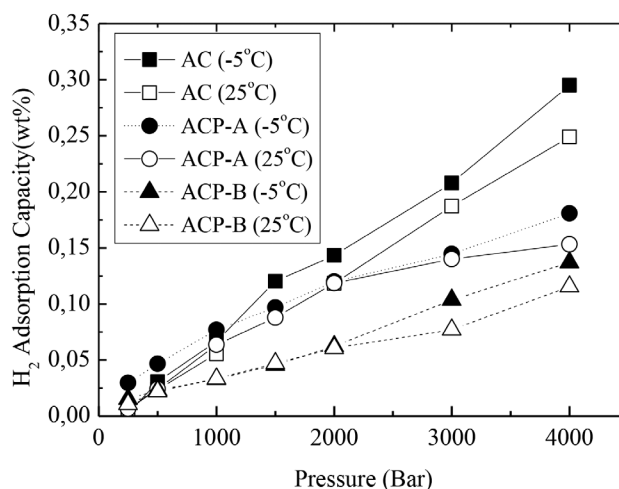 H₂ Adsorption Capacity(wt%)
0,35
0,30
0,25
0,20
0,15
0,10
0,05
0,00
AC (-5°C)
AC (25°C)
ACP-A (-5°C)
ACP-A (25°C)
ACP-B (-5°C)
ACP-B (25°C)
0 1000 2000 3000 4000
Pressure (Bar)